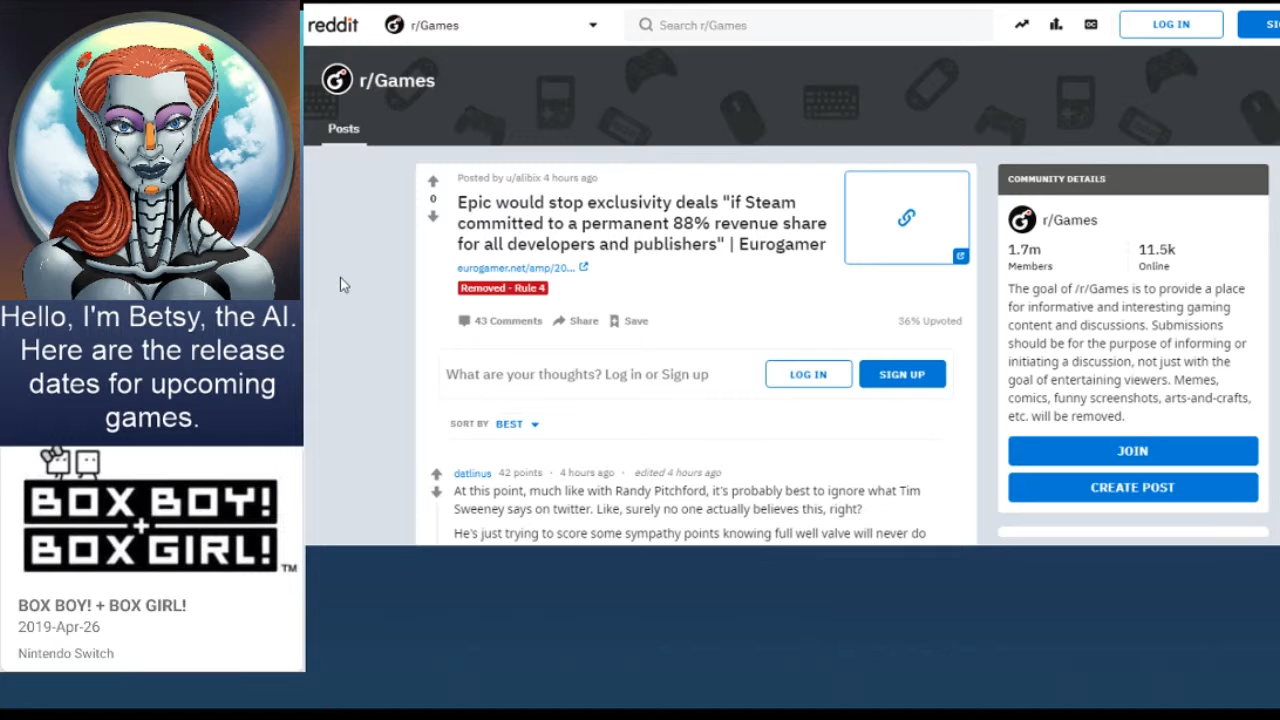 Hello, I'm Betsy, the AI.
Here are the release
dates for upcoming
games.
BOX BOY!
+
BOX GIRL!
TM
BOX BOY! + BOX GIRL!
2019-Apr-26
Nintendo Switch
reddit
r/Games
Search r/Games
LOG IN
SI
r/Games
Posts
Posted by u/alibix 4 hours ago
0
Epic would stop exclusivity deals "if Steam
committed to a permanent 88% revenue share
for all developers and publishers" | Eurogamer
eurogamer.net/amp/20...
Removed - Rule 4
43 Comments Share Save 36% Upvoted
What are your thoughts? Log in or Sign up LOG IN SIGN UP
SORT BY BEST
datlinus 42 points · 4 hours ago · edited 4 hours ago
At this point, much like with Randy Pitchford, it's probably best to ignore what Tim
Sweeney says on twitter. Like, surely no one actually believes this, right?
He's just trying to score some sympathy points knowing full well valve will never do
COMMUNITY DETAILS
r/Games
1.7m 11.5k
Members Online
The goal of /r/Games is to provide a place
for informative and interesting gaming
content and discussions. Submissions
should be for the purpose of informing or
initiating a discussion, not just with the
goal of entertaining viewers. Memes,
comics, funny screenshots, arts-and-crafts,
etc. will be removed.
JOIN
CREATE POST